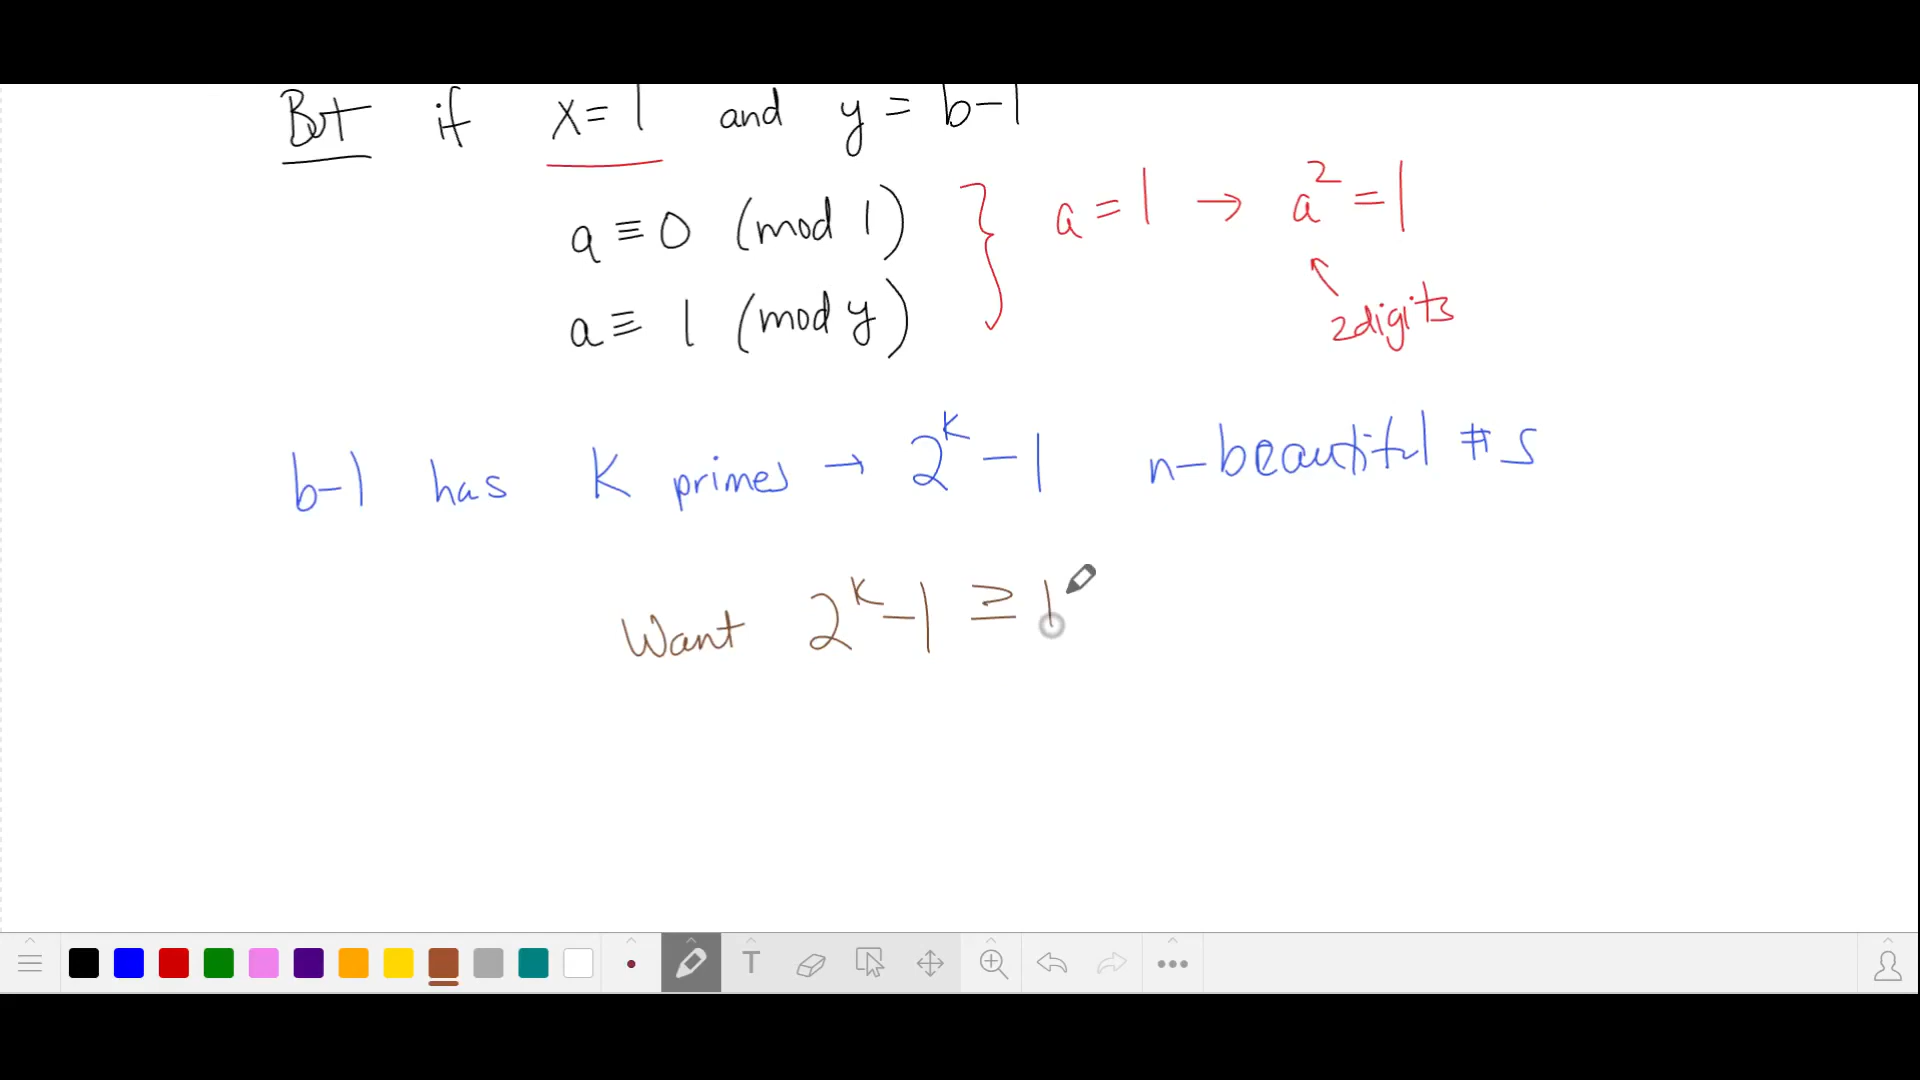 But if x=1 and y = b-1
a ≡ 0 (mod 1)
a = 1 → a² = 1
a ≡ 1 (mod y)
2digits
b-1 has K primes → 2^K - 1 n-beautiful #s
Want 2^K - 1 ≥ 1
T